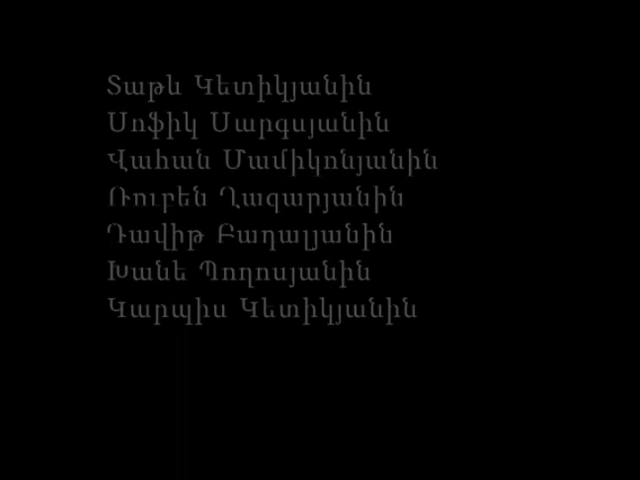 Տաթև Կետիկյանին
Սոֆիկ Սարգսյանին
Վահան Մամիկոնյանին
Ռուբեն Ղազարյանին
Դավիթ Բաղալյանին
Խանե Պողոսյանին
Կարպիս Կետիկյանին